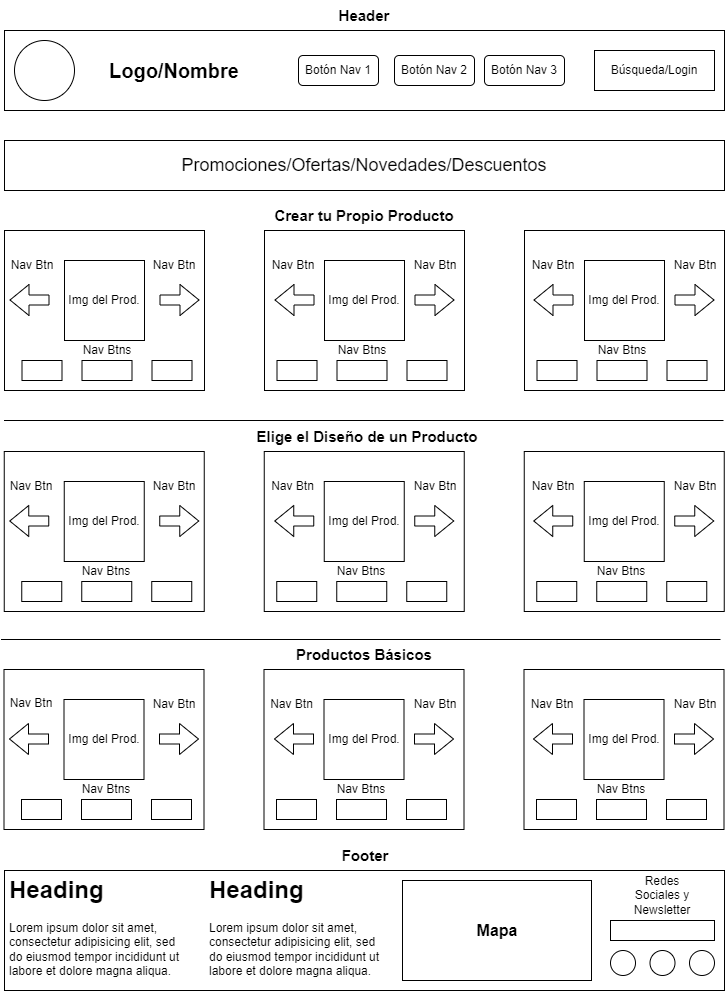 Header
Logo/Nombre
Botón Nav 1
Botón Nav 2
Botón Nav 3
Búsqueda/Login
Promociones/Ofertas/Novedades/Descuentos
Crear tu Propio Producto
Nav Btn
Nav Btn
Img del Prod.
Nav Btns
Nav Btn
Nav Btn
Img del Prod.
Nav Btns
Nav Btn
Nav Btn
Img del Prod.
Nav Btns
Elige el Diseño de un Producto
Nav Btn
Nav Btn
Img del Prod.
Nav Btns
Nav Btn
Nav Btn
Img del Prod.
Nav Btns
Nav Btn
Nav Btn
Img del Prod.
Nav Btns
Productos Básicos
Nav Btn
Nav Btn
Img del Prod.
Nav Btns
Nav Btn
Nav Btn
Img del Prod.
Nav Btns
Nav Btn
Nav Btn
Img del Prod.
Nav Btns
Footer
Heading
Lorem ipsum dolor sit amet,
consectetur adipisicing elit, sed
do eiusmod tempor incididunt ut
labore et dolore magna aliqua.
Heading
Lorem ipsum dolor sit amet,
consectetur adipisicing elit, sed
do eiusmod tempor incididunt ut
labore et dolore magna aliqua.
Mapa
Redes
Sociales y
Newsletter